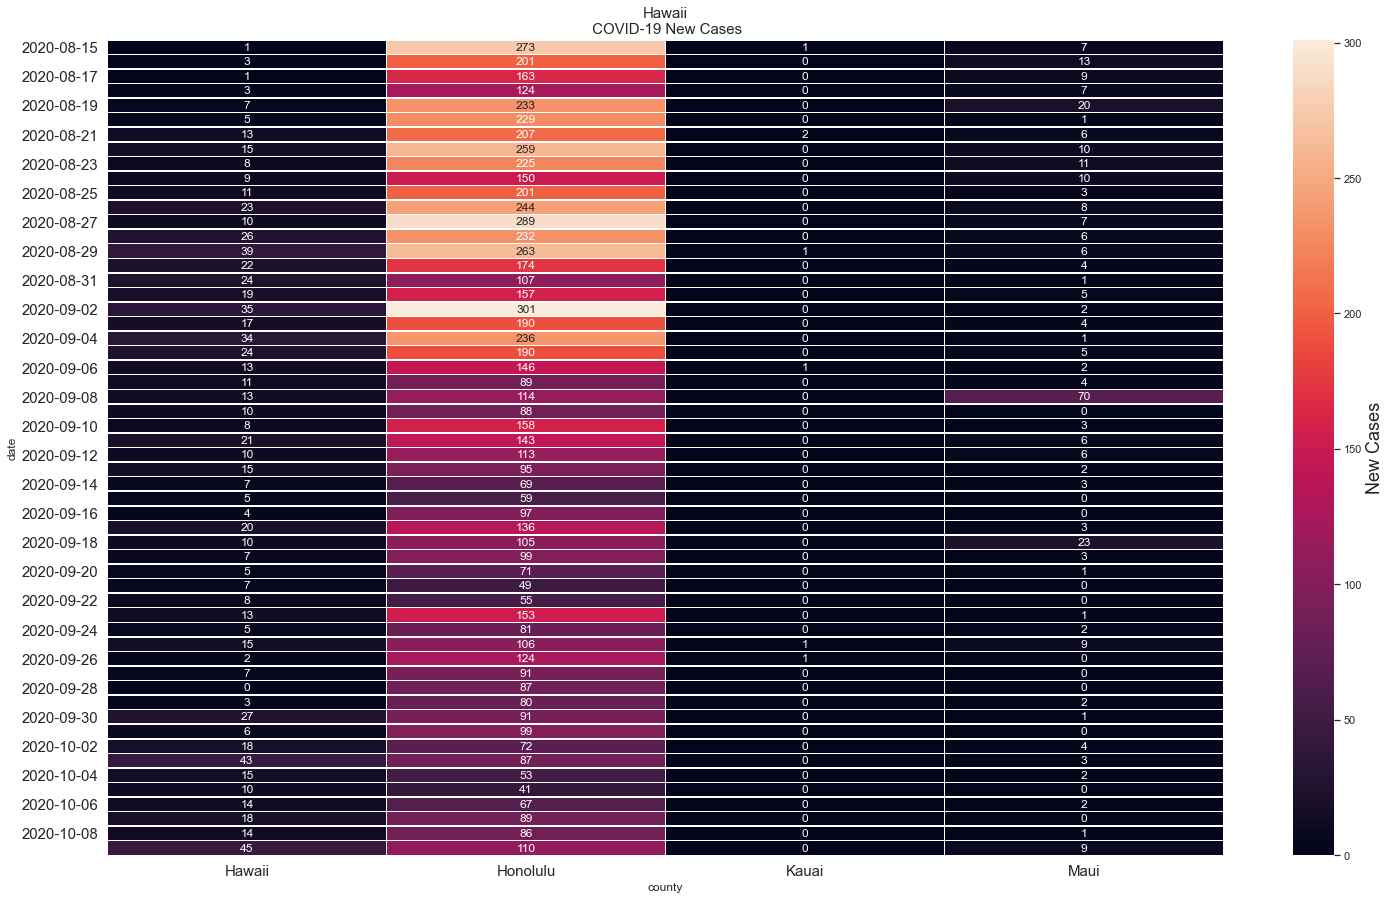 Hawaii
COVID-19 New Cases
2020-08-15 1 273 1 7
3 201 0 13
2020-08-17 1 163 0 9
3 124 0 7
2020-08-19 7 233 0 20
5 229 0 1
2020-08-21 13 207 2 6
15 259 0 10
2020-08-23 8 225 0 11
9 150 0 10
2020-08-25 11 201 0 3
23 244 0 8
2020-08-27 10 289 0 7
26 232 0 6
2020-08-29 39 263 1 6
22 174 0 4
2020-08-31 24 107 0 1
19 157 0 5
2020-09-02 35 301 0 2
17 190 0 4
2020-09-04 34 236 0 1
24 190 0 5
2020-09-06 13 146 1 2
11 89 0 4
2020-09-08 13 114 0 70
10 88 0 0
2020-09-10 8 158 0 3
21 143 0 6
2020-09-12 10 113 0 6
15 95 0 2
2020-09-14 7 69 0 3
5 59 0 0
2020-09-16 4 97 0 0
20 136 0 3
2020-09-18 10 105 0 23
7 99 0 3
2020-09-20 5 71 0 1
7 49 0 0
2020-09-22 8 55 0 0
13 153 0 1
2020-09-24 5 81 0 2
15 106 1 9
2020-09-26 2 124 1 0
7 91 0 0
2020-09-28 0 87 0 0
3 80 0 2
2020-09-30 27 91 0 1
6 99 0 0
2020-10-02 18 72 0 4
43 87 0 3
2020-10-04 15 53 0 2
10 41 0 0
2020-10-06 14 67 0 2
18 89 0 0
2020-10-08 14 86 0 1
45 110 0 9
Hawaii Honolulu Kauai Maui
county
date
300
250
200
150
100
50
0
New Cases